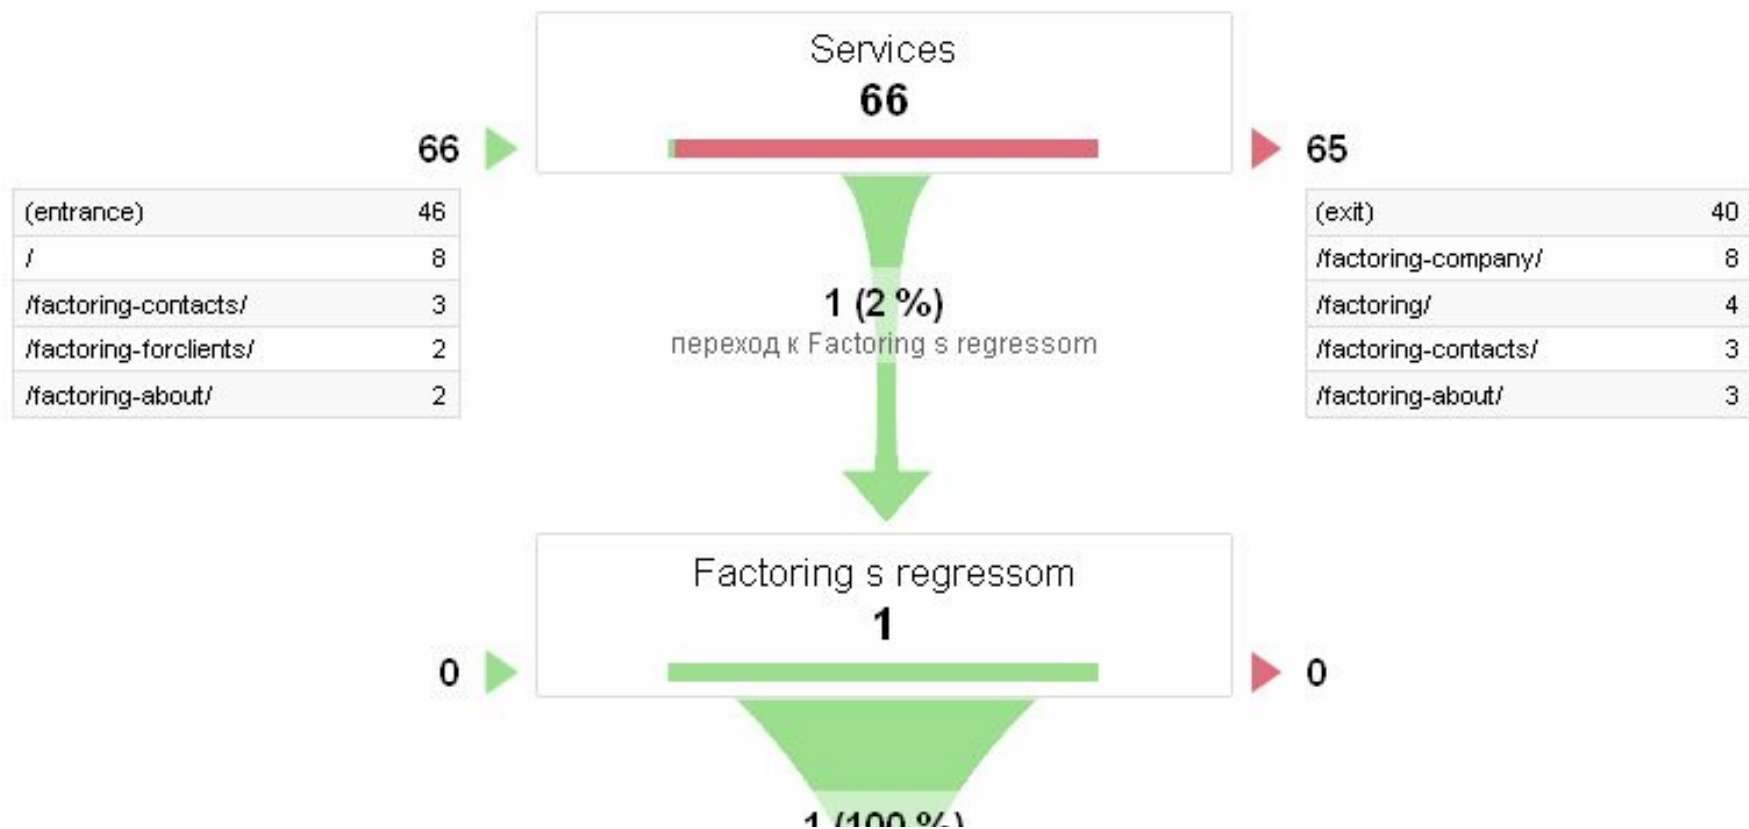 Services
66
66
65
(entrance) 46
/ 8
/factoring-contacts/ 3
/factoring-forclients/ 2
/factoring-about/ 2
(exit) 40
/factoring-company/ 8
/factoring/ 4
/factoring-contacts/ 3
/factoring-about/ 3
1 (2 %)
переход к Factoring s regressom
Factoring s regressom
1
0
0
1 (100 %)